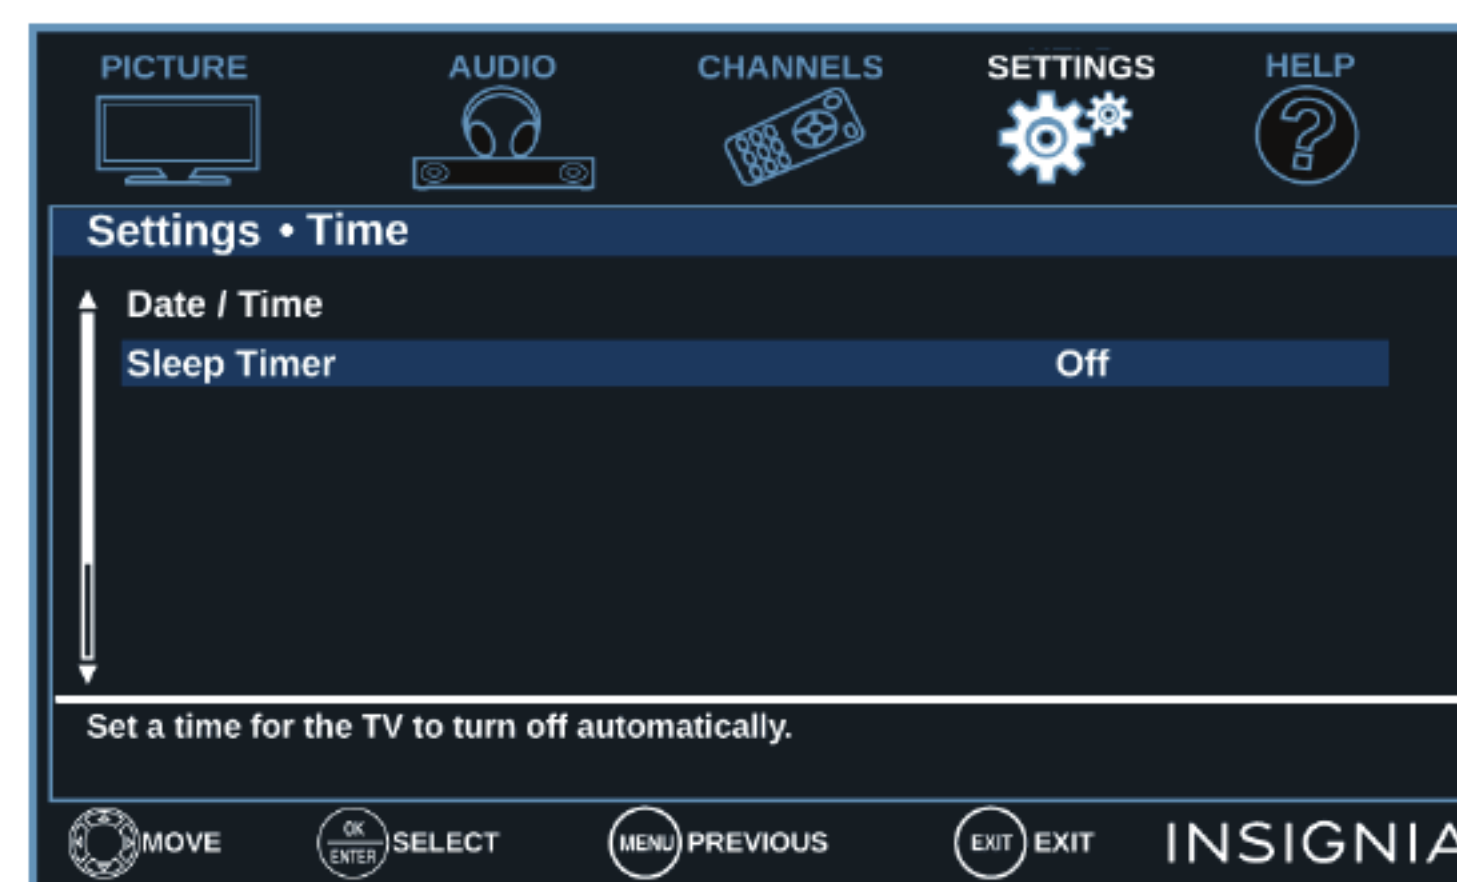 PICTURE AUDIO CHANNELS SETTINGS HELP
Settings • Time
Date / Time
Sleep Timer Off
Set a time for the TV to turn off automatically.
MOVE OK ENTER SELECT MENU PREVIOUS EXIT EXIT INSIGNIA